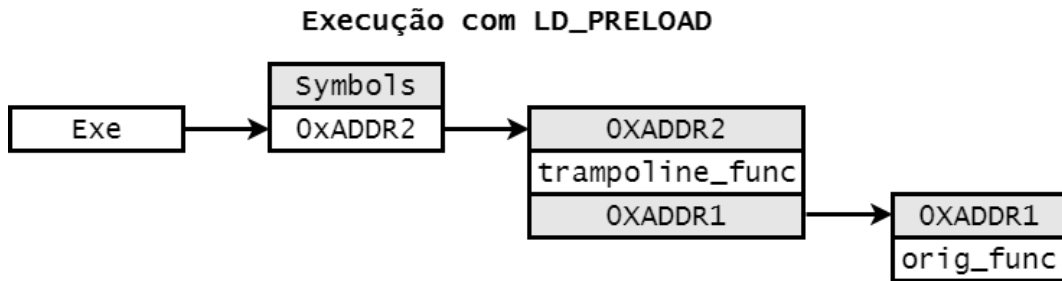 Execução com LD_PRELOAD
Symbols
Exe
0xADDR2
0XADDR2
trampoline_func
0XADDR1
0XADDR1
orig_func